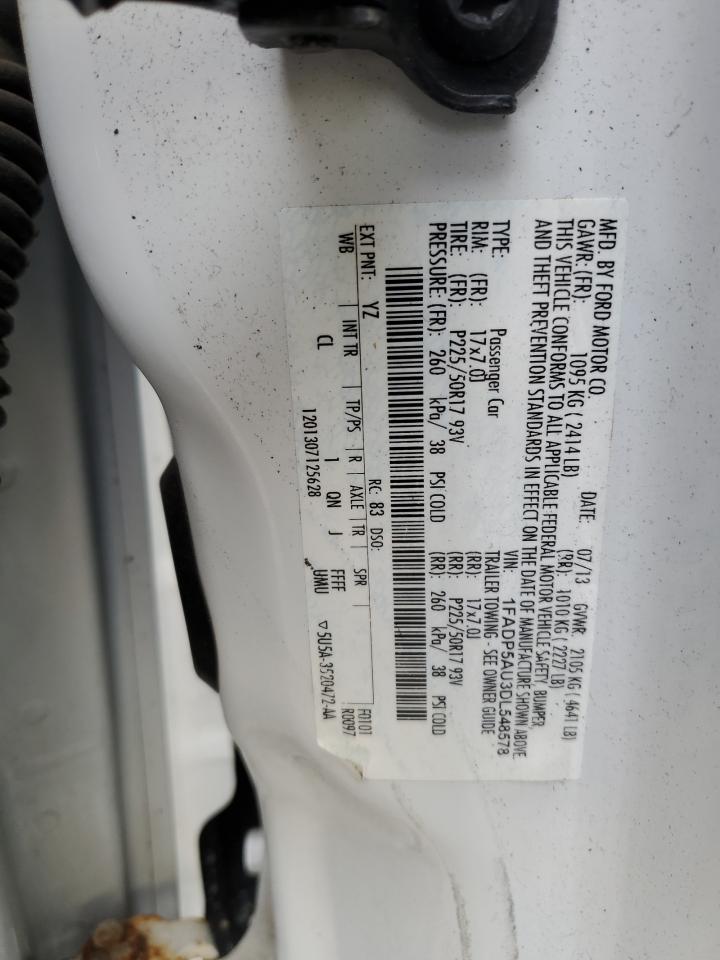 MFD. BY FORD MOTOR CO.
DATE: 07/13 GVWR: 2105 KG ( 4641 LB)
GAWR: (FR): 1095 KG ( 2414 LB) (RR): 1010 KG ( 2227 LB)
THIS VEHICLE CONFORMS TO ALL APPLICABLE FEDERAL MOTOR VEHICLE SAFETY, BUMPER,
AND THEFT PREVENTION STANDARDS IN EFFECT ON THE DATE OF MANUFACTURE SHOWN ABOVE.
VIN: 1FADP5AU3DL548578
TYPE: Passenger Car TRAILER TOWING - SEE OWNER GUIDE
RIM: (FR): 17x7.0J (RR): 17x7.0J
TIRE: (FR): P225/50R17 93V (RR): P225/50R17 93V
PRESSURE: (FR): 260 kPa/ 38 PSI COLD (RR): 260 kPa/ 38 PSI COLD
EXT PNT: YZ RC: 83 DSO: F0101
WB INT TR TP/PS R AXLE TR SPR R0097
CL 1 QN J FFFF
1201307125628 UMU ▽5U5A-3520472-AA